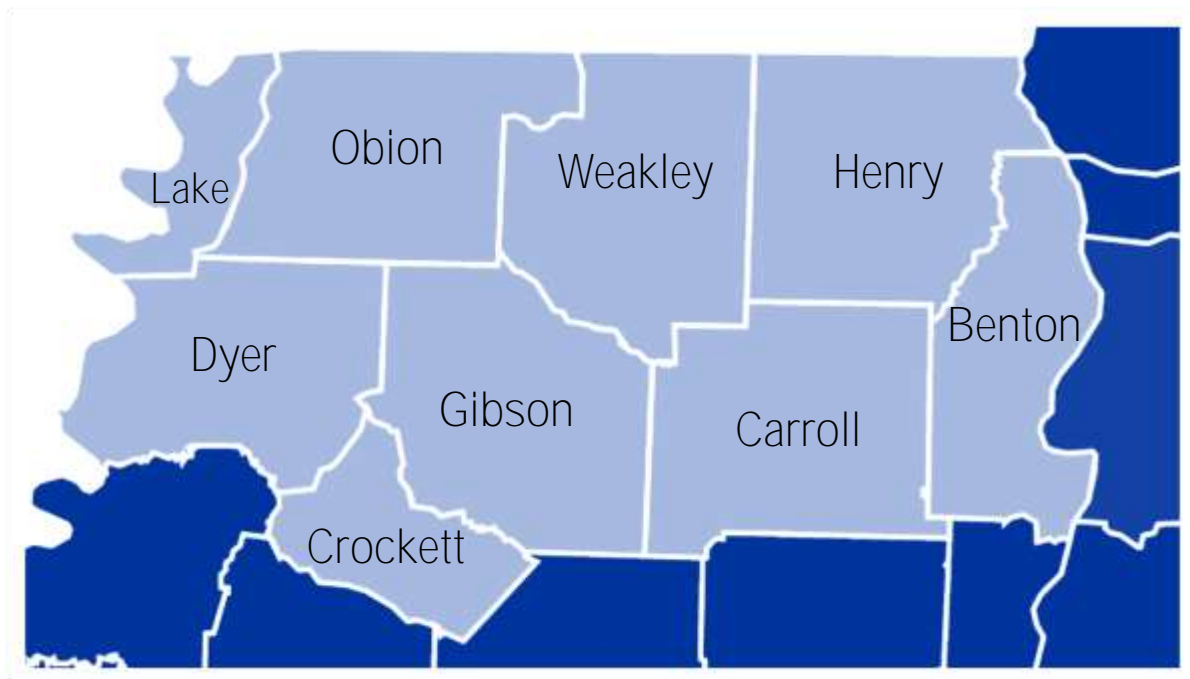 Obion
Weakley
Henry
Lake
Benton
Dyer
Gibson
Carroll
Crockett